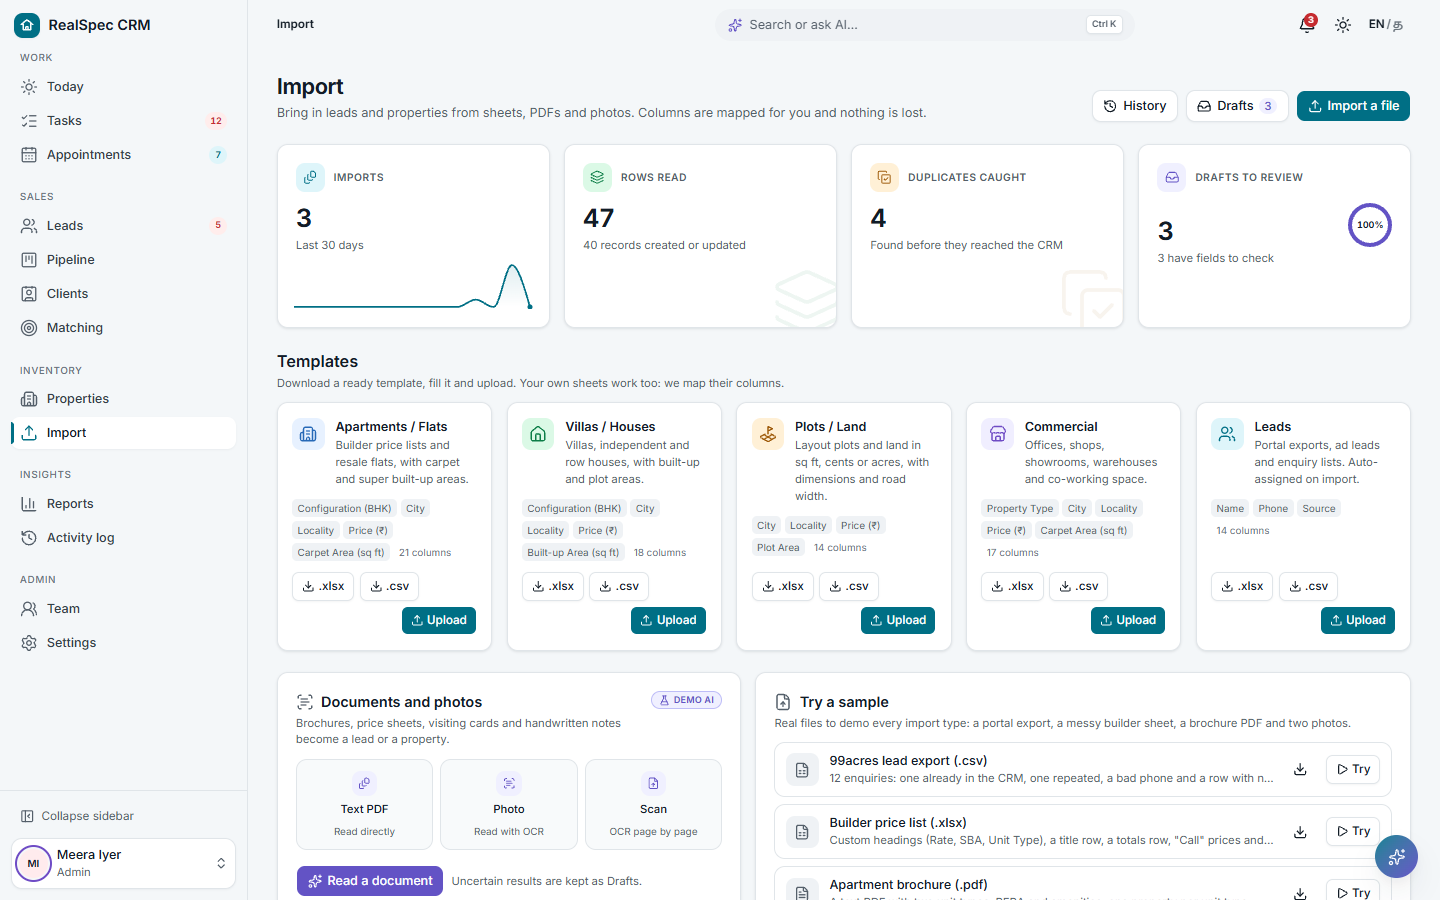 RealSpec CRM
WORK
Today
Tasks 12
Appointments 7
SALES
Leads 5
Pipeline
Clients
Matching
INVENTORY
Properties
Import
INSIGHTS
Reports
Activity log
ADMIN
Team
Settings
Collapse sidebar
MI
Meera Iyer
Admin
Import
Search or ask AI... Ctrl K
3
EN / த
Import
Bring in leads and properties from sheets, PDFs and photos. Columns are mapped for you and nothing is lost.
History
Drafts 3
Import a file
IMPORTS
3
Last 30 days
ROWS READ
47
40 records created or updated
DUPLICATES CAUGHT
4
Found before they reached the CRM
DRAFTS TO REVIEW
3
100%
3 have fields to check
Templates
Download a ready template, fill it and upload. Your own sheets work too: we map their columns.
Apartments / Flats
Builder price lists and
resale flats, with carpet
and super built-up areas.
Configuration (BHK) City
Locality Price (₹)
Carpet Area (sq ft) 21 columns
.xlsx .csv
Upload
Villas / Houses
Villas, independent and
row houses, with built-up
and plot areas.
Configuration (BHK) City
Locality Price (₹)
Built-up Area (sq ft) 18 columns
.xlsx .csv
Upload
Plots / Land
Layout plots and land in
sq ft, cents or acres, with
dimensions and road
width.
City Locality Price (₹)
Plot Area 14 columns
.xlsx .csv
Upload
Commercial
Offices, shops,
showrooms, warehouses
and co-working space.
Property Type City Locality
Price (₹) Carpet Area (sq ft)
17 columns
.xlsx .csv
Upload
Leads
Portal exports, ad leads
and enquiry lists. Auto-
assigned on import.
Name Phone Source
14 columns
.xlsx .csv
Upload
Documents and photos
DEMO AI
Brochures, price sheets, visiting cards and handwritten notes
become a lead or a property.
Text PDF
Read directly
Photo
Read with OCR
Scan
OCR page by page
Read a document
Uncertain results are kept as Drafts.
Try a sample
Real files to demo every import type: a portal export, a messy builder sheet, a brochure PDF and two photos.
99acres lead export (.csv)
12 enquiries: one already in the CRM, one repeated, a bad phone and a row with n...
Try
Builder price list (.xlsx)
Custom headings (Rate, SBA, Unit Type), a title row, a totals row, "Call" prices and...
Try
Apartment brochure (.pdf)
Try